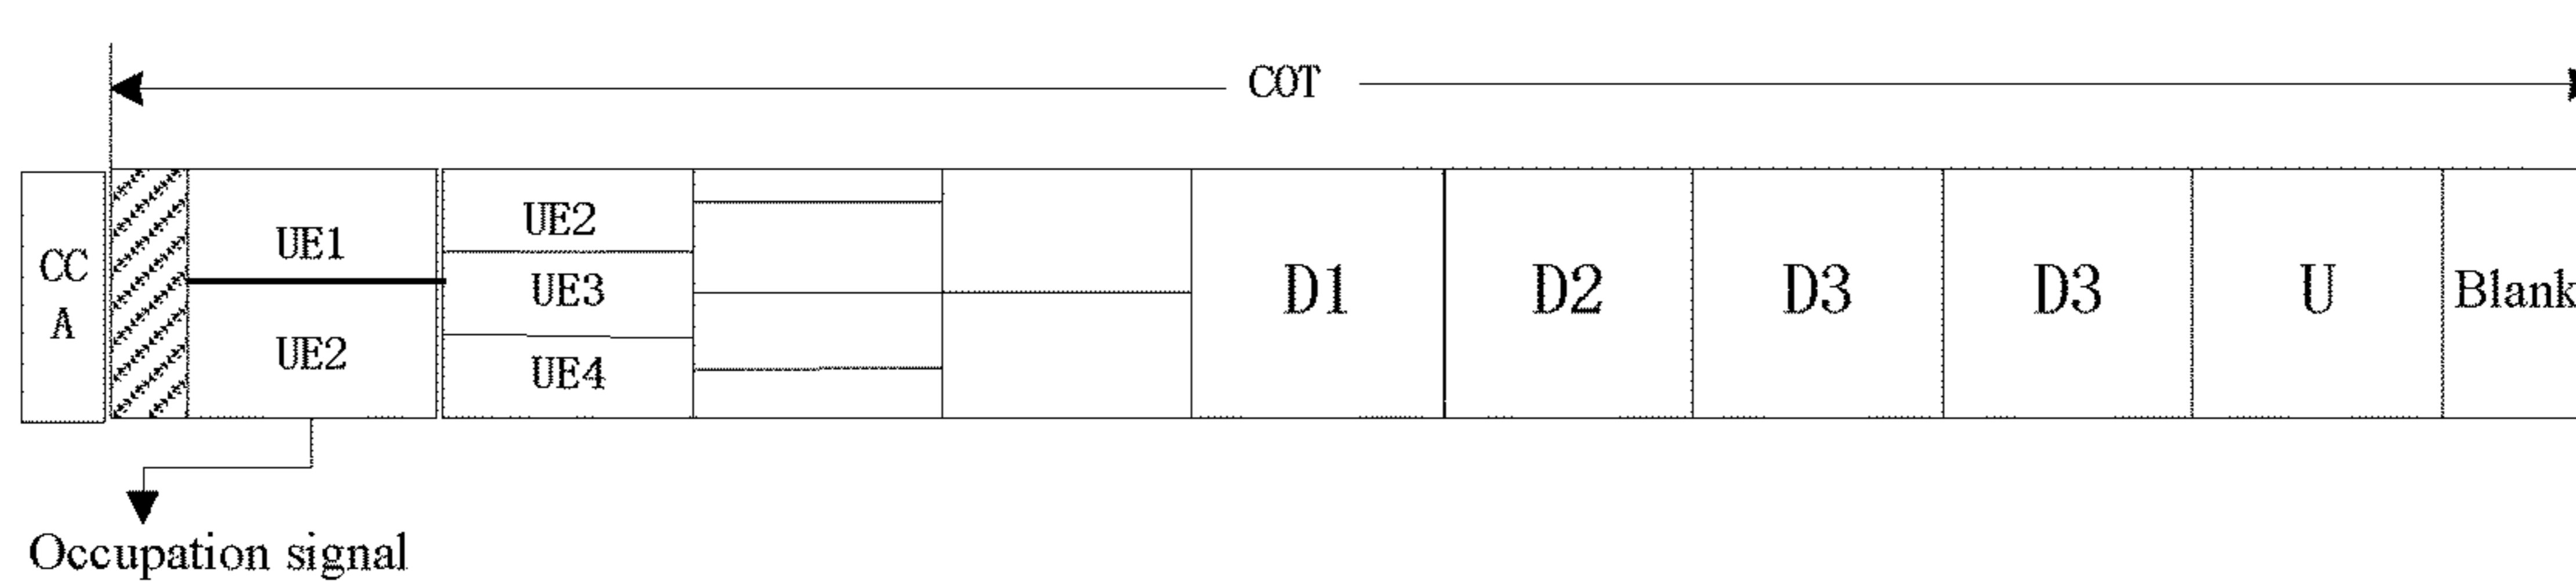 COT
CC
A
UE1
UE2
UE2
UE3
UE4
D1
D2
D3
D3
U
Blank
Occupation signal